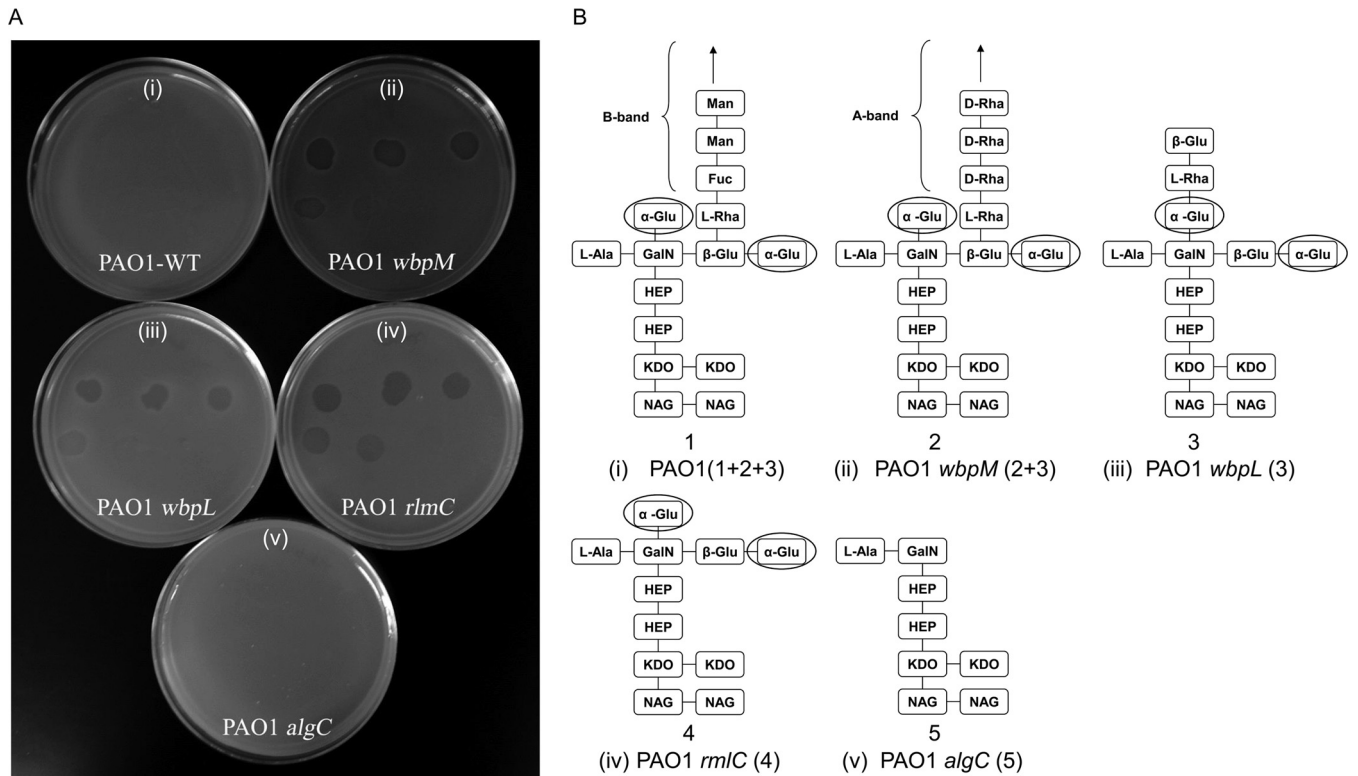 A
(i)
PAO1-WT
(ii)
PAO1 wbpM
(iii)
PAO1 wbpL
(iv)
PAO1 rlmC
(v)
PAO1 algC
B
B-band
Man
Man
Fuc
α-Glu L-Rha
L-Ala GalN β-Glu α-Glu
HEP
HEP
KDO KDO
NAG NAG
1
(i) PAO1(1+2+3)
A-band
D-Rha
D-Rha
D-Rha
α -Glu L-Rha
L-Ala GalN β-Glu α-Glu
HEP
HEP
KDO KDO
NAG NAG
2
(ii) PAO1 wbpM (2+3)
β-Glu
L-Rha
α -Glu
L-Ala GalN β-Glu α-Glu
HEP
HEP
KDO KDO
NAG NAG
3
(iii) PAO1 wbpL (3)
α -Glu
L-Ala GalN β-Glu α-Glu
HEP
HEP
KDO KDO
NAG NAG
4
(iv) PAO1 rmlC (4)
L-Ala GalN
HEP
HEP
KDO KDO
NAG NAG
5
(v) PAO1 algC (5)